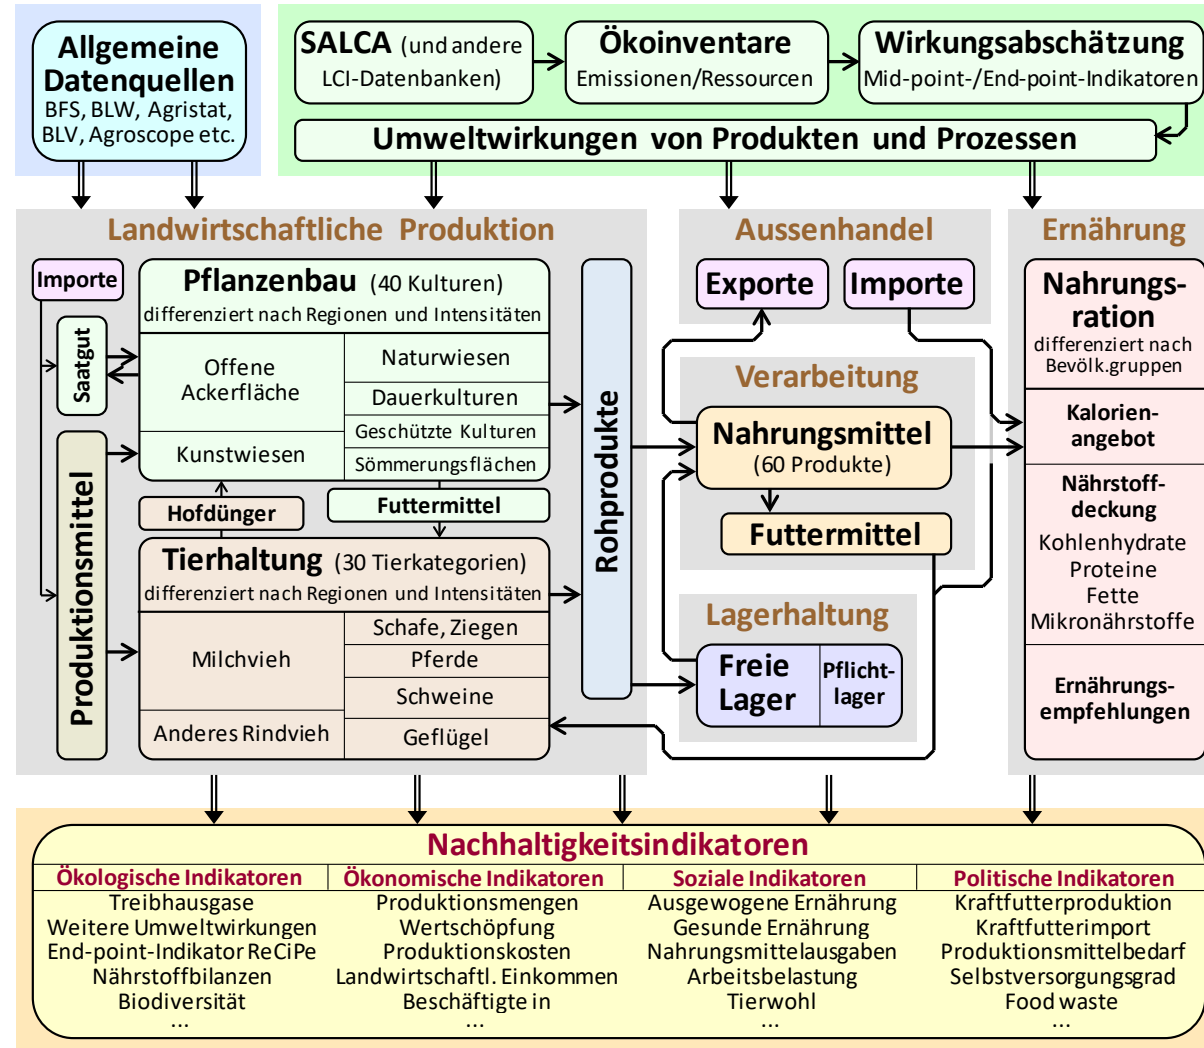 Allgemeine
Datenquellen
BFS, BLW, Agristat,
BLV, Agroscope etc.
SALCA (und andere
LCI-Datenbanken)
Ökoinventare
Emissionen/Ressourcen
Wirkungsabschätzung
Mid-point-/End-point-Indikatoren
Umweltwirkungen von Produkten und Prozessen
Landwirtschaftliche Produktion
Importe
Saatgut
Produktionsmittel
Pflanzenbau (40 Kulturen)
differenziert nach Regionen und Intensitäten
Offene
Ackerfläche
Kunstwiesen
Naturwiesen
Dauerkulturen
Geschützte Kulturen
Sömmerungsflächen
Hofdünger
Futtermittel
Tierhaltung (30 Tierkategorien)
differenziert nach Regionen und Intensitäten
Milchvieh
Anderes Rindvieh
Schafe, Ziegen
Pferde
Schweine
Geflügel
Rohprodukte
Aussenhandel
Exporte
Importe
Verarbeitung
Nahrungsmittel
(60 Produkte)
Futtermittel
Lagerhaltung
Freie
Lager
Pflicht-
lager
Ernährung
Nahrungs-
ration
differenziert nach
Bevölk.gruppen
Kalorien-
angebot
Nährstoff-
deckung
Kohlenhydrate
Proteine
Fette
Mikronährstoffe
Ernährungs-
empfehlungen
Nachhaltigkeitsindikatoren
Ökologische Indikatoren
Treibhausgase
Weitere Umweltwirkungen
End-point-Indikator ReCiPe
Nährstoffbilanzen
Biodiversität
...
Ökonomische Indikatoren
Produktionsmengen
Wertschöpfung
Produktionskosten
Landwirtschaftl. Einkommen
Beschäftigte in
...
Soziale Indikatoren
Ausgewogene Ernährung
Gesunde Ernährung
Nahrungsmittelausgaben
Arbeitsbelastung
Tierwohl
...
Politische Indikatoren
Kraftfutterproduktion
Kraftfutterimport
Produktionsmittelbedarf
Selbstversorgungsgrad
Food waste
...